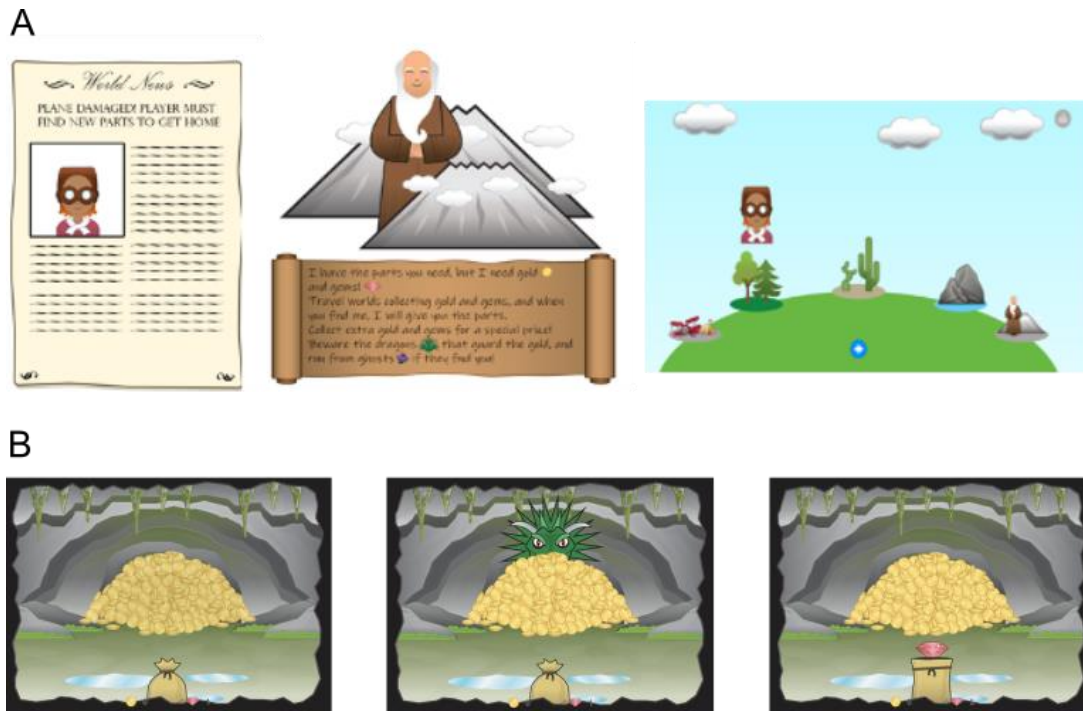 A
World News
PLANE DAMAGED! PLAYER MUST
FIND NEW PARTS TO GET HOME
I have the parts you need, but I need gold
and gems!
Travel worlds collecting gold and gems, and when
you find me, I will give you the parts.
Collect extra gold and gems for a special prize!
Beware the dragons that guard the gold, and
run from ghosts if they find you!
B